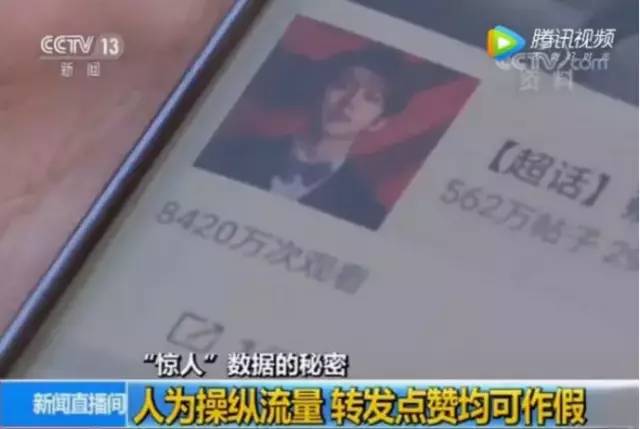 CCTV 13
新闻
腾讯视频
CCTV.com
资料
【超话】
562万帖子 2
8420万次观看
“惊人”数据的秘密
新闻直播间
人为操纵流量 转发点赞均可作假